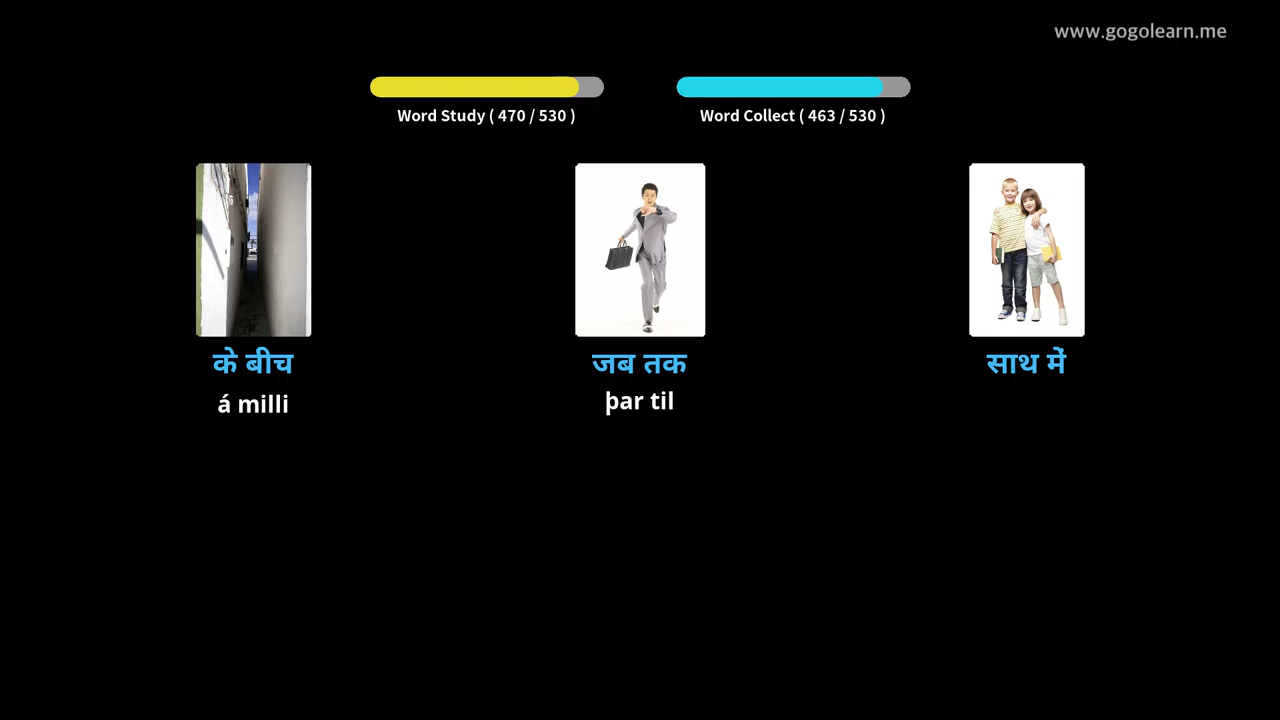 www.gogolearn.me
Word Study ( 470 / 530 )
Word Collect ( 463 / 530 )
के बीच
जब तक
साथ में
á milli
þar til